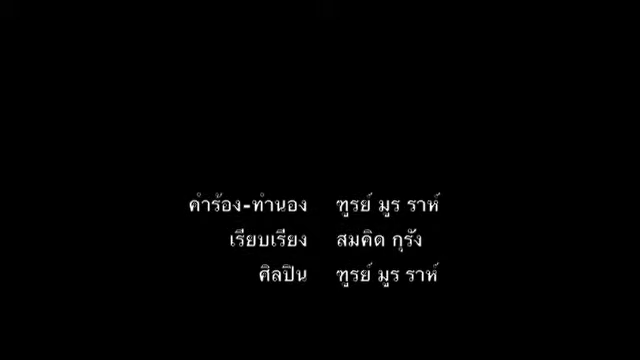 คำร้อง-ทำนอง ฑูรย์ มูร ราห์
เรียบเรียง สมคิด กุรัง
ศิลปิน ฑูรย์ มูร ราห์